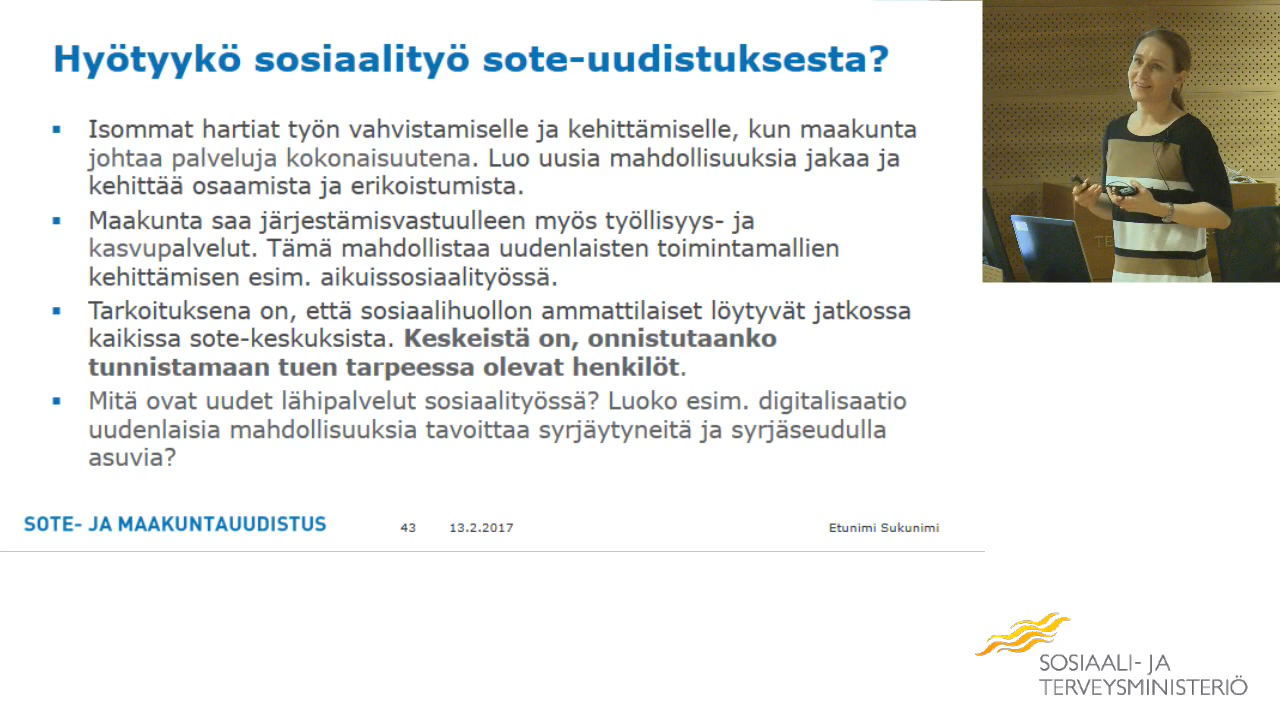 Hyötyykö sosiaalityö sote-uudistuksesta?
▪ Isommat hartiat työn vahvistamiselle ja kehittämiselle, kun maakunta
johtaa palveluja kokonaisuutena. Luo uusia mahdollisuuksia jakaa ja
kehittää osaamista ja erikoistumista.
▪ Maakunta saa järjestämisvastuulleen myös työllisyys- ja
kasvupalvelut. Tämä mahdollistaa uudenlaisten toimintamallien
kehittämisen esim. aikuissosiaalityössä.
▪ Tarkoituksena on, että sosiaalihuollon ammattilaiset löytyvät jatkossa
kaikissa sote-keskuksista. Keskeistä on, onnistutaanko
tunnistamaan tuen tarpeessa olevat henkilöt.
▪ Mitä ovat uudet lähipalvelut sosiaalityössä? Luoko esim. digitalisaatio
uudenlaisia mahdollisuuksia tavoittaa syrjäytyneitä ja syrjäseudulla
asuvia?
SOTE- JA MAAKUNTAUUDISTUS 43 13.2.2017 Etunimi Sukunimi
SOSIAALI- JA
TERVEYSMINISTERIÖ